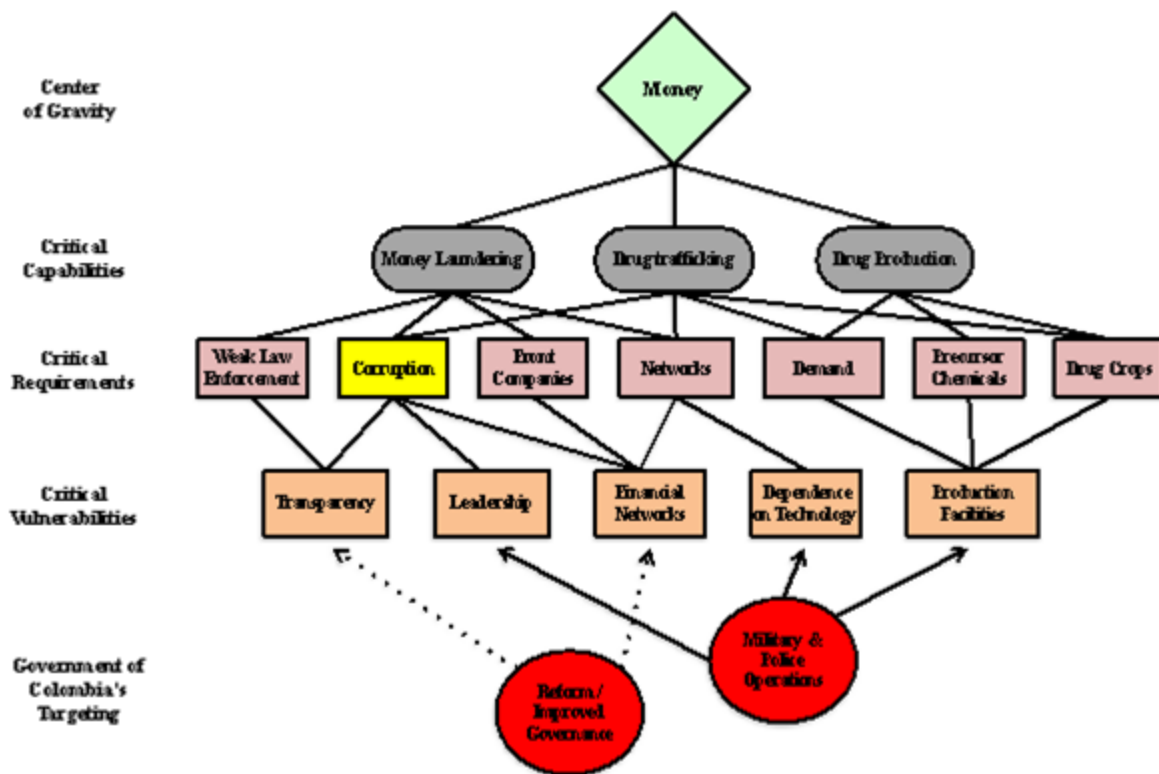 Center
of Gravity
Money
Critical
Capabilities
Money Laundering
Drug trafficking
Drug Production
Critical
Requirements
Weak Law
Enforcement
Corruption
Front
Companies
Networks
Demand
Precursor
Chemicals
Drug Crops
Critical
Vulnerabilities
Transparency
Leadership
Financial
Networks
Dependence
on Technology
Production
Facilities
Government of
Colombia's
Targeting
Reform /
Improved
Governance
Military &
Police
Operations